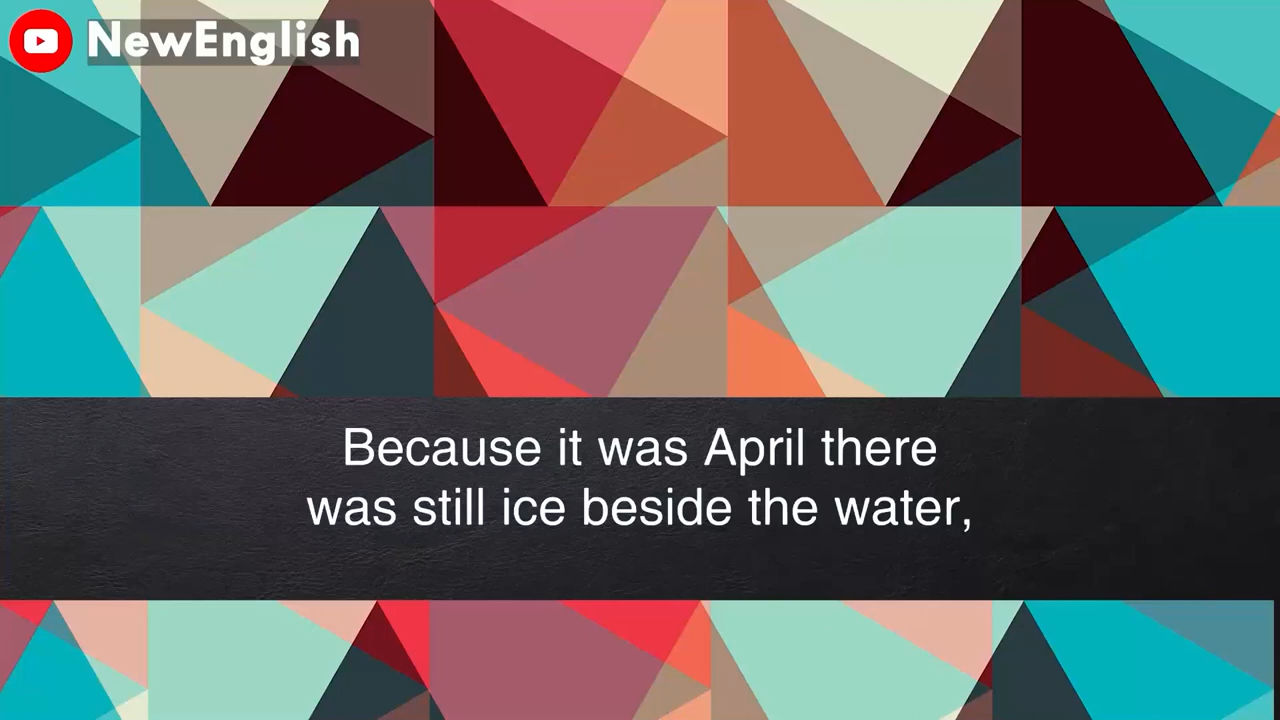 NewEnglish
Because it was April there
was still ice beside the water,